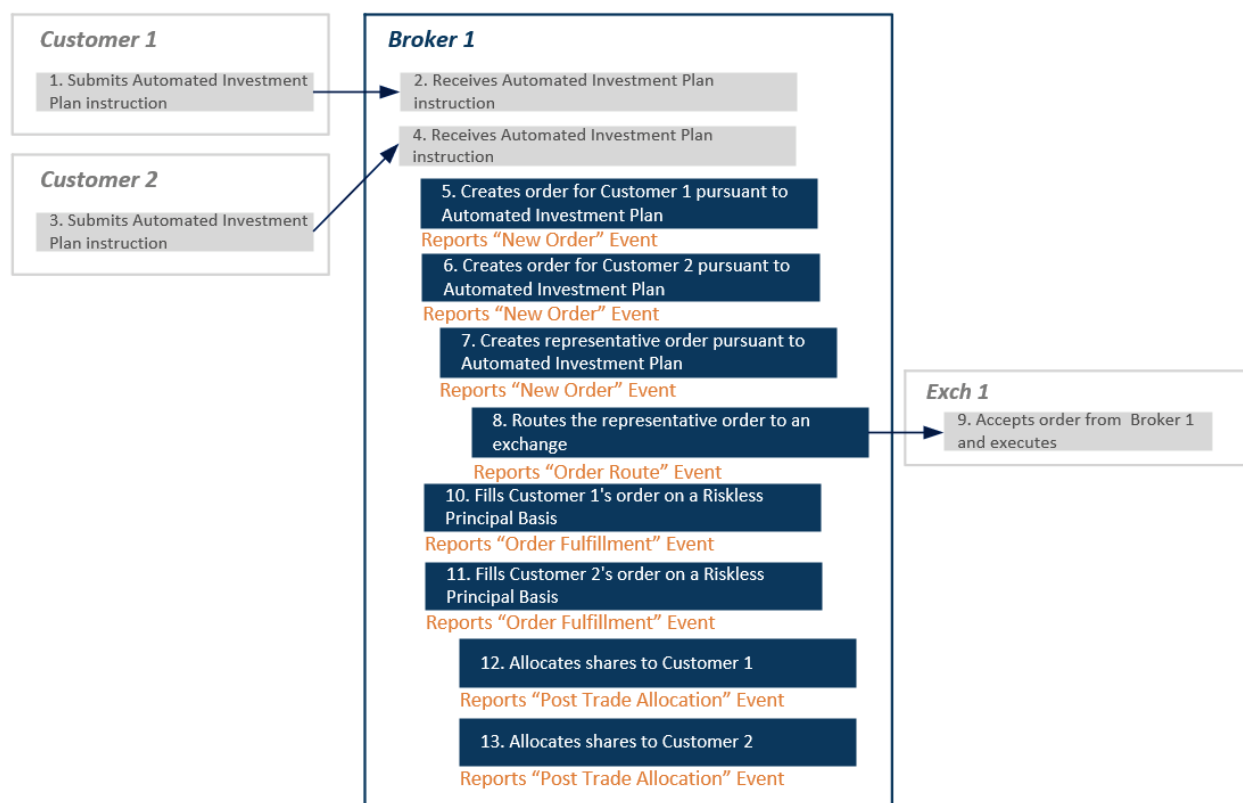 Customer 1
1. Submits Automated Investment
Plan instruction
Customer 2
3. Submits Automated Investment
Plan instruction
Broker 1
2. Receives Automated Investment Plan
instruction
4. Receives Automated Investment Plan
instruction
5. Creates order for Customer 1 pursuant to
Automated Investment Plan
Reports “New Order” Event
6. Creates order for Customer 2 pursuant to
Automated Investment Plan
Reports “New Order” Event
7. Creates representative order pursuant to
Automated Investment Plan
Reports “New Order” Event
8. Routes the representative order to an
exchange
Reports “Order Route” Event
Exch 1
9. Accepts order from Broker 1
and executes
10. Fills Customer 1's order on a Riskless
Principal Basis
Reports “Order Fulfillment” Event
11. Fills Customer 2's order on a Riskless
Principal Basis
Reports “Order Fulfillment” Event
12. Allocates shares to Customer 1
Reports “Post Trade Allocation” Event
13. Allocates shares to Customer 2
Reports “Post Trade Allocation” Event